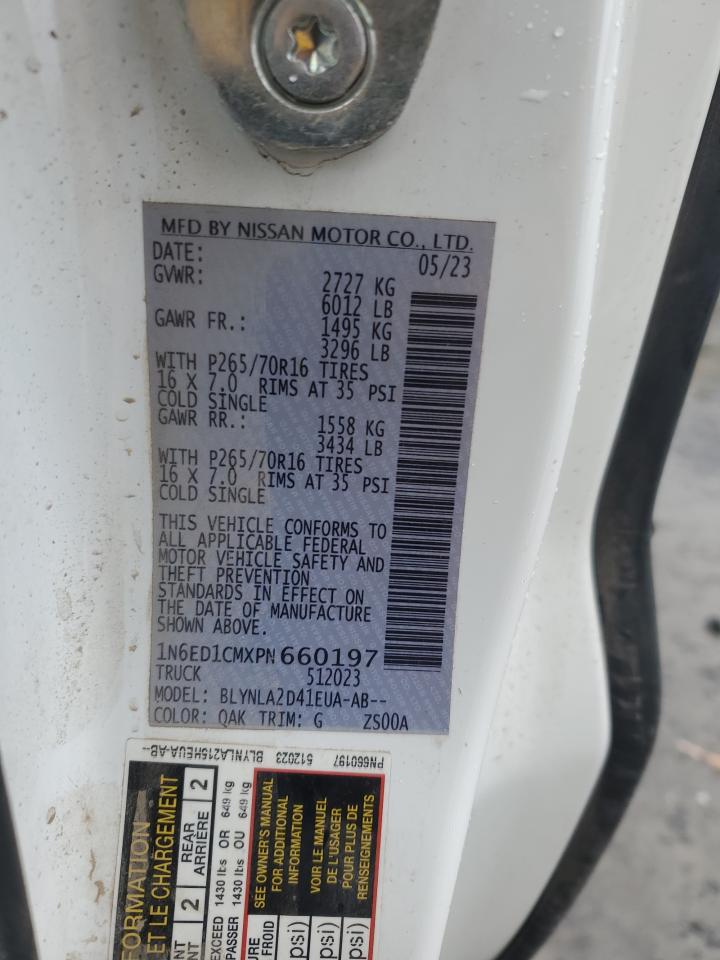 MFD BY NISSAN MOTOR CO., LTD.
DATE: 05/23
GVWR: 2727 KG
6012 LB
GAWR FR.: 1495 KG
3296 LB
WITH P265/70R16 TIRES
16 X 7.0 RIMS AT 35 PSI
COLD SINGLE
GAWR RR.: 1558 KG
3434 LB
WITH P265/70R16 TIRES
16 X 7.0 RIMS AT 35 PSI
COLD SINGLE
THIS VEHICLE CONFORMS TO
ALL APPLICABLE FEDERAL
MOTOR VEHICLE SAFETY AND
THEFT PREVENTION
STANDARDS IN EFFECT ON
THE DATE OF MANUFACTURE
SHOWN ABOVE.
1N6ED1CMXPN660197
TRUCK 512023
MODEL: BLYNLA2D41EUA-AB--
COLOR: QAK TRIM: G ZS00A
PN660197 512023 BLYNLA215HEUA-AB--
FORMATION
ET LE CHARGEMENT
NT 2 REAR
ARRIÈRE 2
EXCEED 1430 lbs OR 649 kg
PASSER 1430 lbs OU 649 kg
SEE OWNER'S MANUAL
FOR ADDITIONAL
INFORMATION
VOIR LE MANUEL
DE L'USAGER
POUR PLUS DE
RENSEIGNEMENTS
URE
FROID
psi)
psi)
psi)